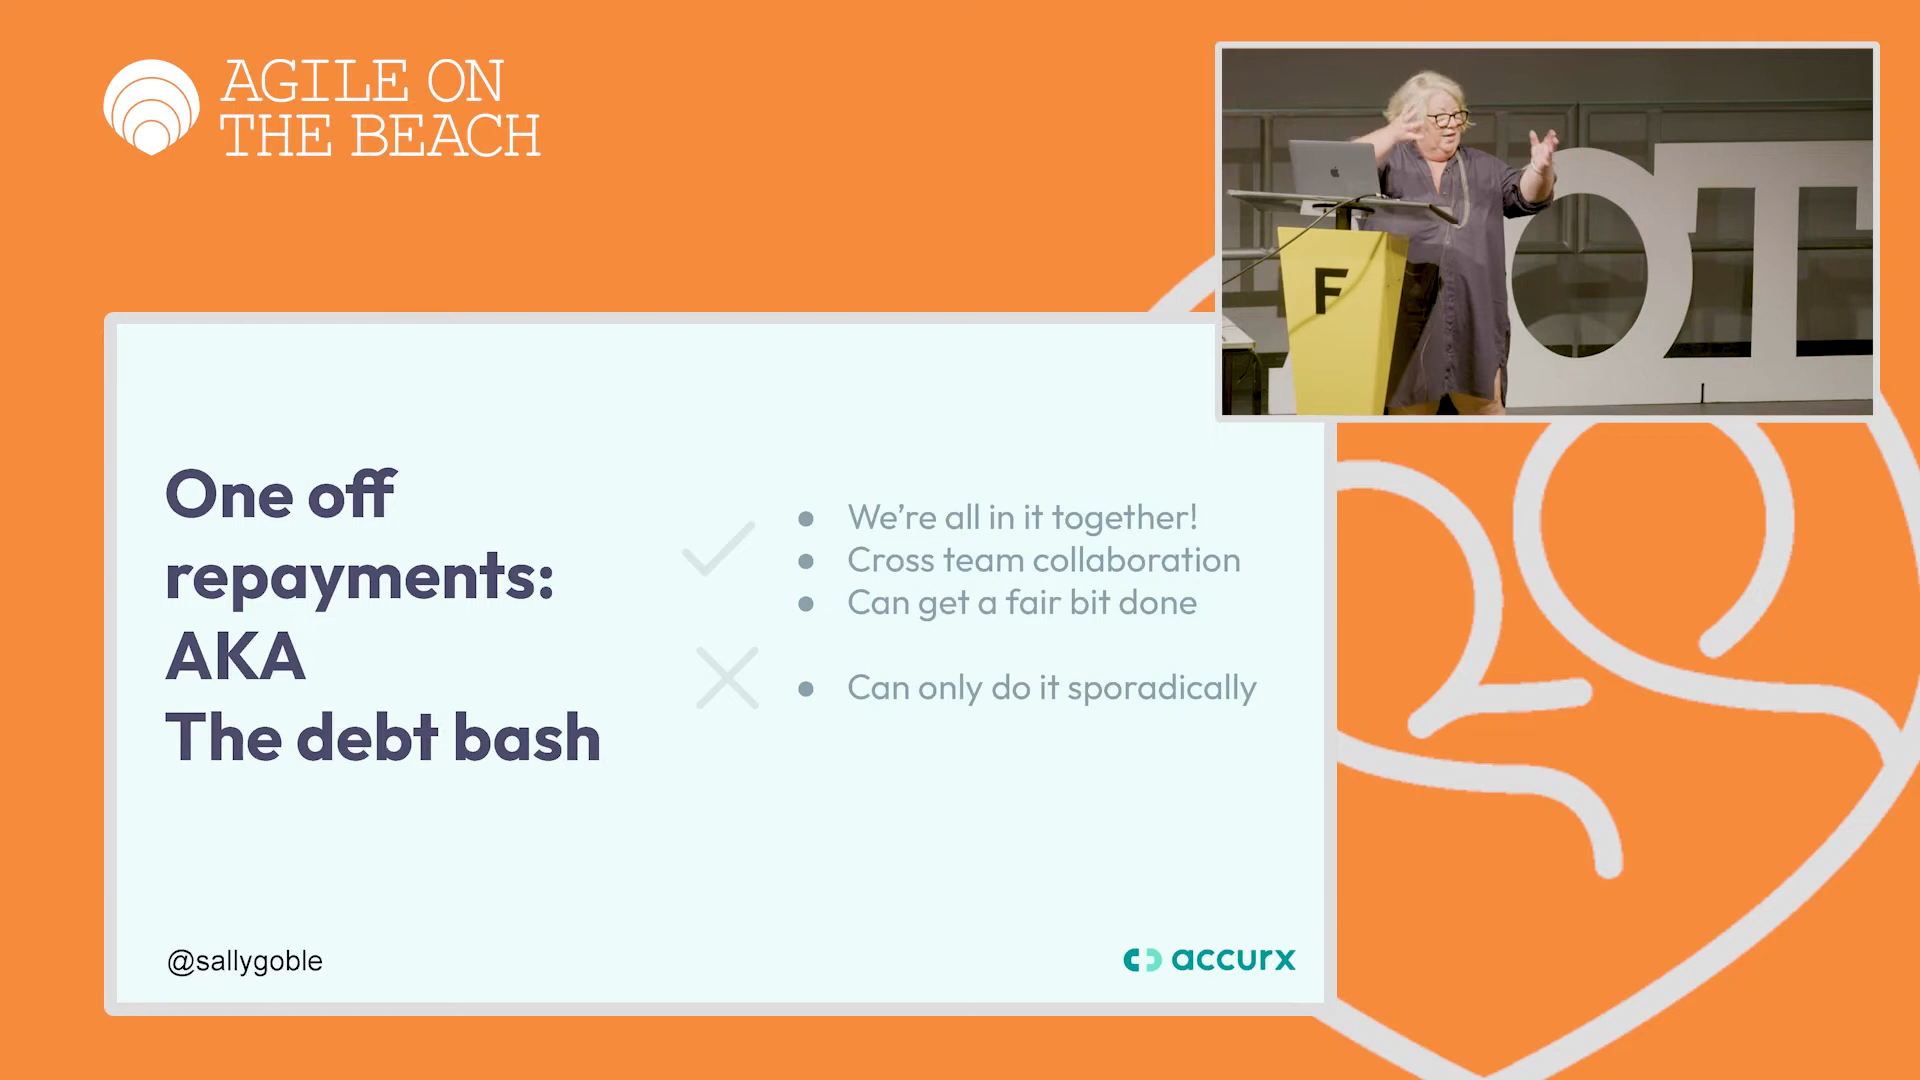 AGILE ON
THE BEACH
F
OT
One off
repayments:
AKA
The debt bash
We're all in it together!
Cross team collaboration
Can get a fair bit done
Can only do it sporadically
@sallygoble
accurx